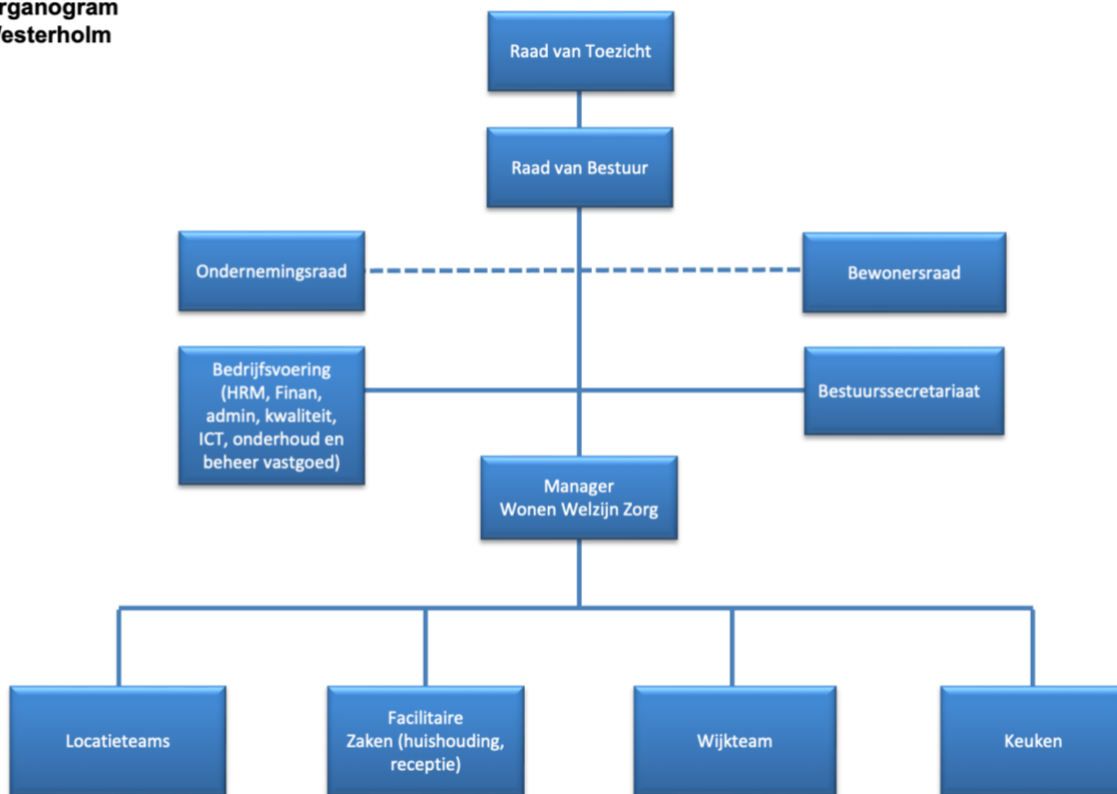 rganogram
esterholm
Raad van Toezicht
Raad van Bestuur
Ondernemingsraad
Bewonersraad
Bedrijfsvoering
(HRM, Finan,
admin, kwaliteit,
ICT, onderhoud en
beheer vastgoed)
Bestuurssecretariaat
Manager
Wonen Welzijn Zorg
Locatieteams
Facilitaire
Zaken (huishouding,
receptie)
Wijkteam
Keuken